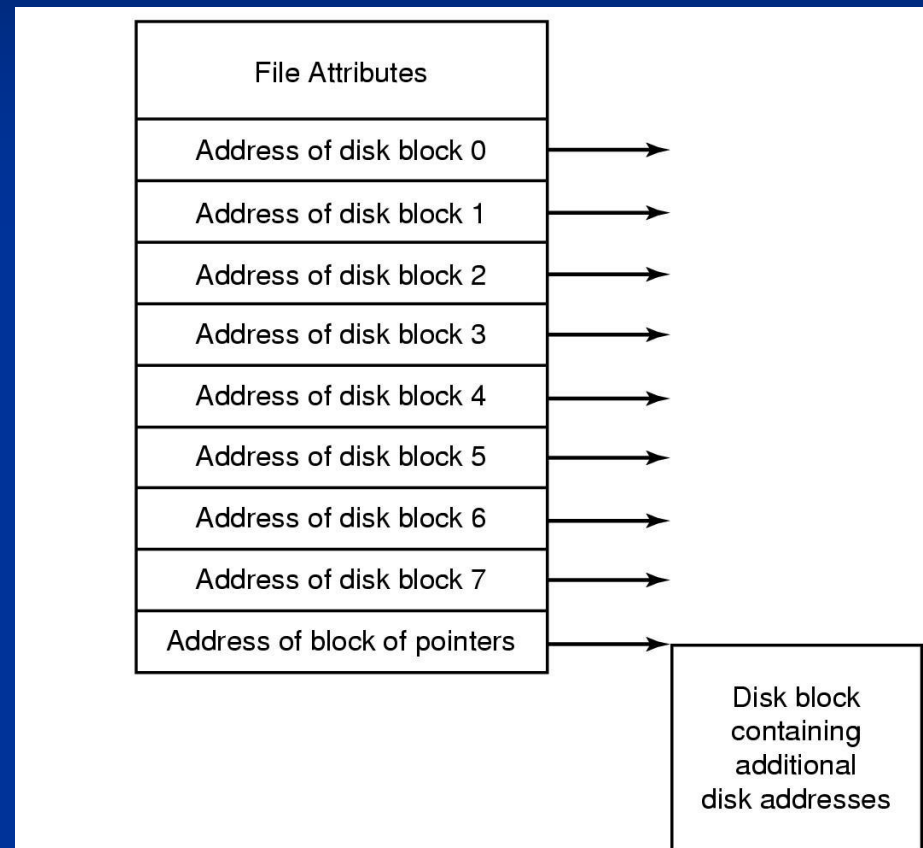 File Attributes
Address of disk block 0
Address of disk block 1
Address of disk block 2
Address of disk block 3
Address of disk block 4
Address of disk block 5
Address of disk block 6
Address of disk block 7
Address of block of pointers
Disk block
containing
additional
disk addresses